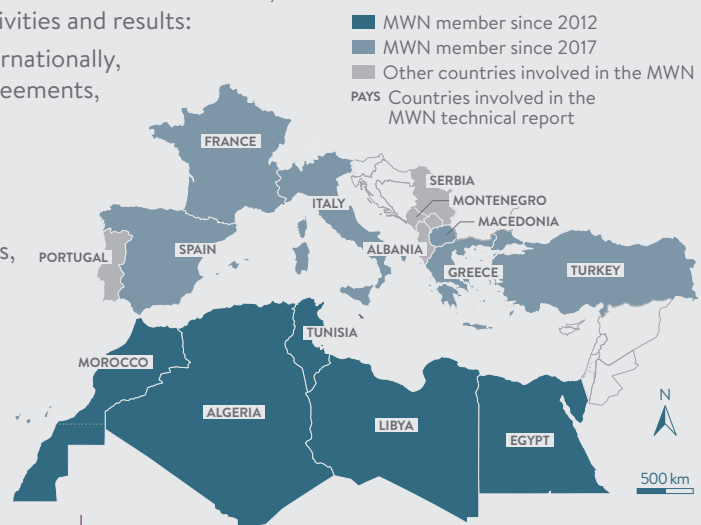 ivities and results:
ernationally,
eements,
s,
MWN member since 2012
MWN member since 2017
Other countries involved in the MWN
PAYS Countries involved in the
MWN technical report
FRANCE
SERBIA
MONTENEGRO
ITALY
MACEDONIA
PORTUGAL
SPAIN
ALBANIA
GREECE
TURKEY
TUNISIA
MOROCCO
ALGERIA
LIBYA
EGYPT
N
500 km